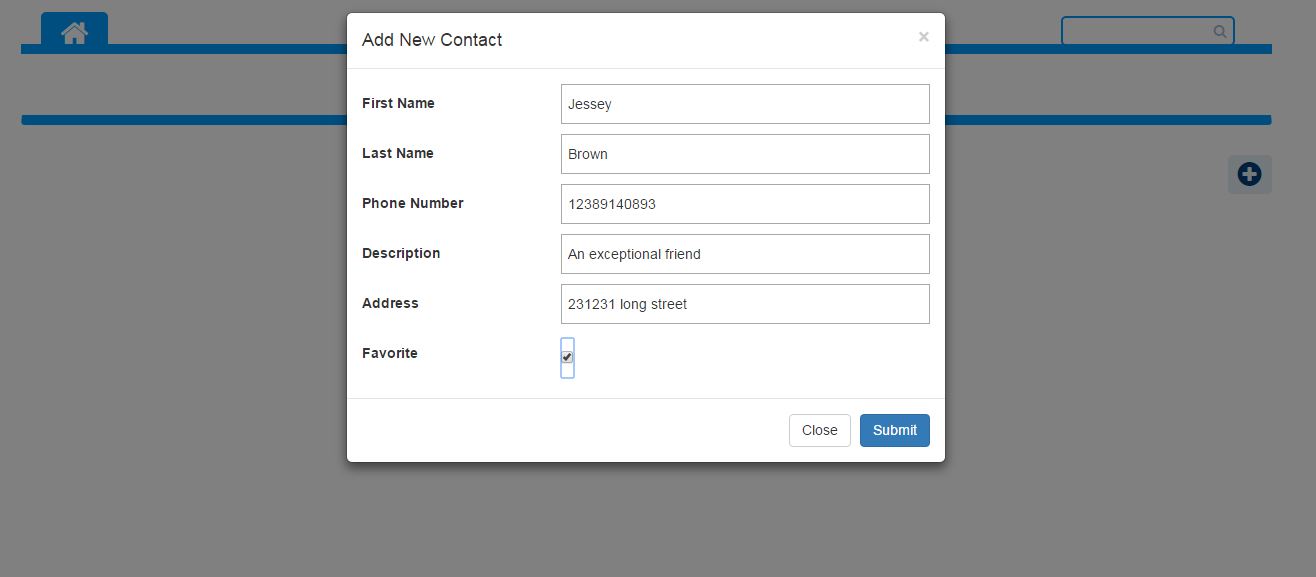 Add New Contact ×
First Name Jessey
Last Name Brown
Phone Number 12389140893
Description An exceptional friend
Address 231231 long street
Favorite
Close Submit